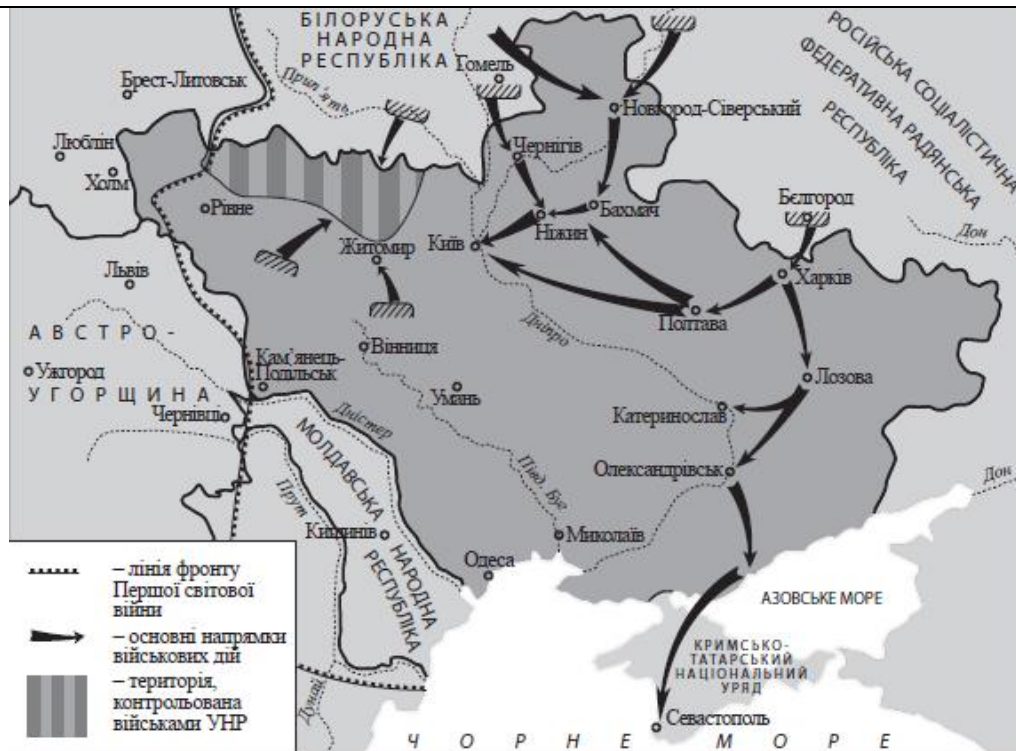 БІЛОРУСЬКА
НАРОДНА
РЕСПУБЛІКА
РОСІЙСЬКА СОЦІАЛІСТИЧНА
ФЕДЕРАТИВНА РАДЯНСЬКА
РЕСПУБЛІКА
Гомель
Брест-Литовськ
Прип'ять
Новгород-Сіверський
Люблін
Чернігів
Холм
Рівне
Бахмач
Бєлгород
Ніжин
Дон
Житомир
Київ
Львів
Харків
Полтава
АВСТРО-
УГОРЩИНА
Дніпро
Вінниця
Ужгород
Кам’янець-
Подільськ
Умань
Лозова
Чернівці
Катеринослав
Дністер
МОЛДАВСЬКА
НАРОДНА
РЕСПУБЛІКА
Півд. Буг
Олександрівськ
Дон
Прут
Кишинів
Миколаїв
Одеса
– лінія фронту
Першої світової
війни
АЗОВСЬКЕ МОРЕ
– основні напрямки
військових дій
КРИМСЬКО-
ТАТАРСЬКИЙ
НАЦІОНАЛЬНИЙ
УРЯД
– територія,
контрольована
військами УНР
Дунай
Севастополь
ЧОРНЕ МОРЕ